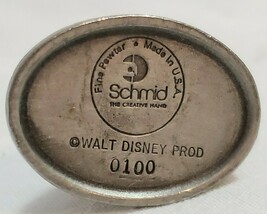 Fine Pewter • Made in U.S.A.
Schmid
THE CREATIVE HAND
©WALT DISNEY PROD
0100